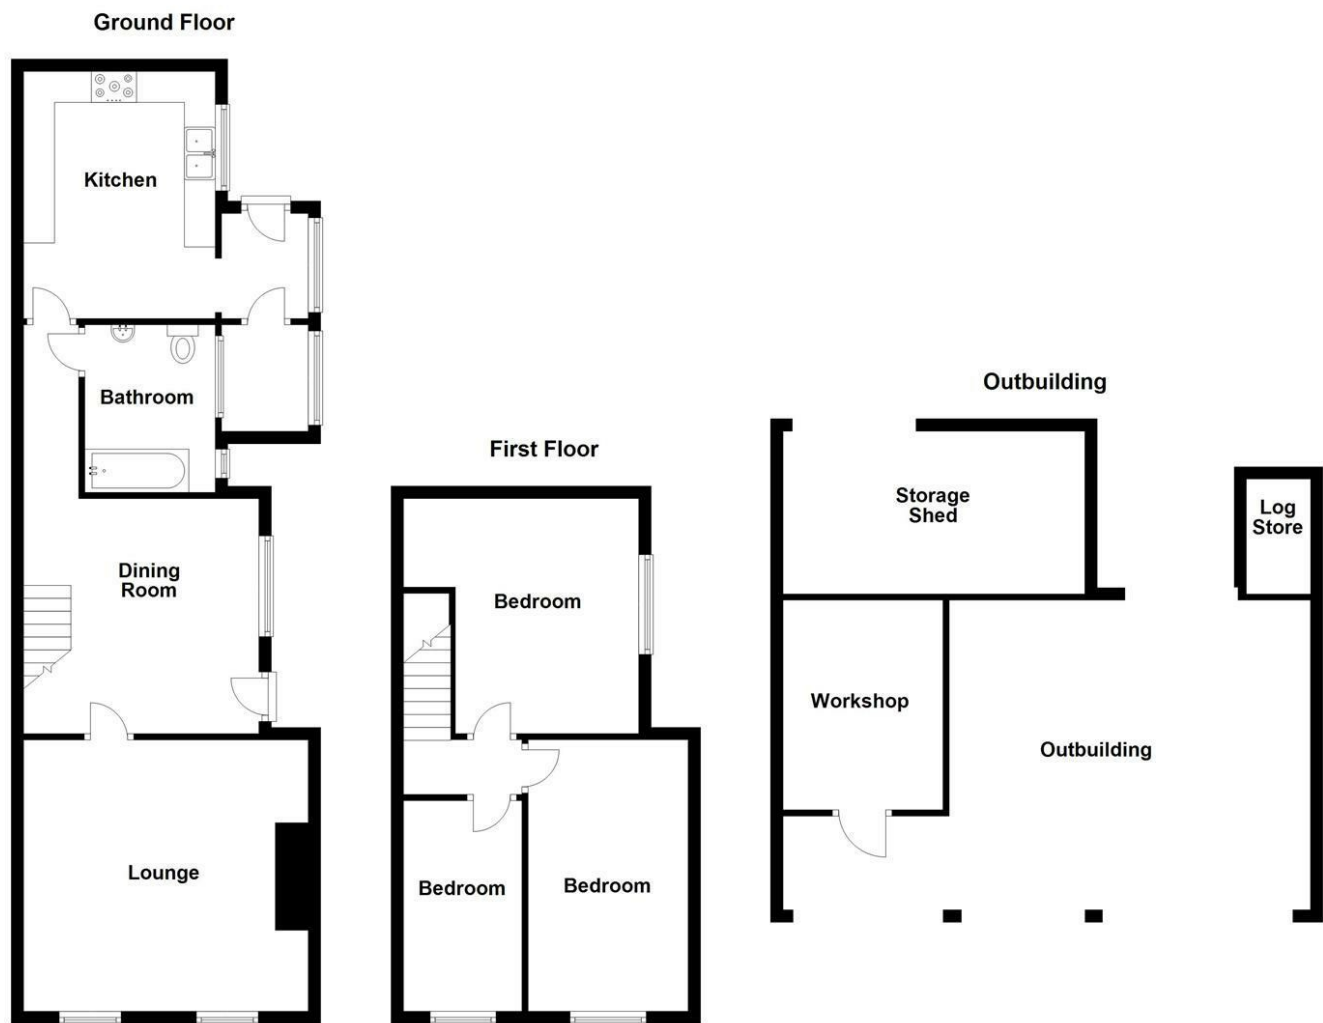 Ground Floor
Kitchen
Bathroom
Dining
Room
Lounge
First Floor
Bedroom
Bedroom
Bedroom
Outbuilding
Storage
Shed
Log
Store
Workshop
Outbuilding